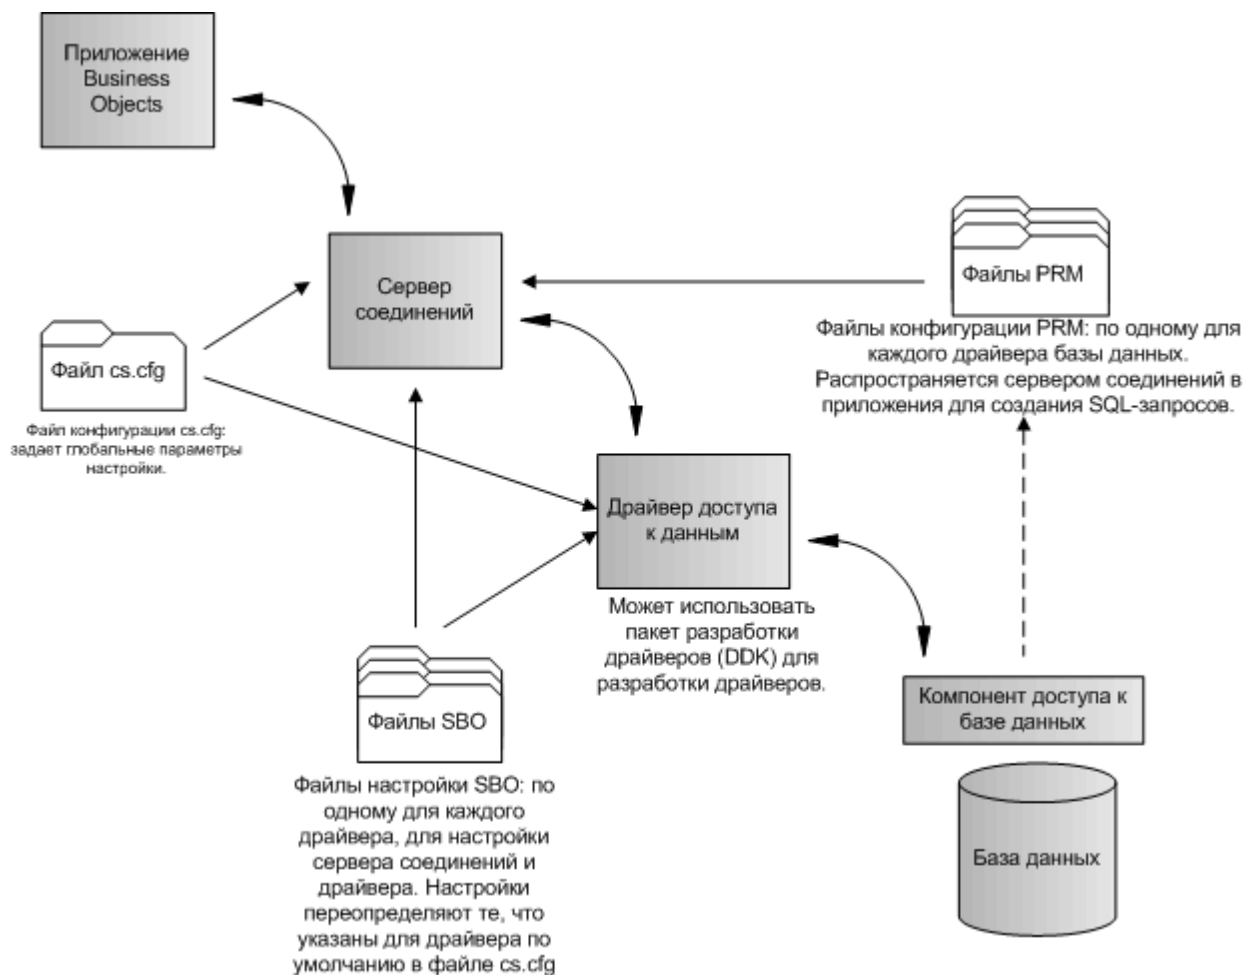 Приложение
Business
Objects
Сервер
соединений
Файлы PRM
Файлы конфигурации PRM: по одному для
каждого драйвера базы данных.
Распространяется сервером соединений в
приложения для создания SQL-запросов.
Файл cs.cfg
Файл конфигурации cs.cfg:
задает глобальные параметры
настройки.
Драйвер доступа
к данным
Может использовать
пакет разработки
драйверов (DDK) для
разработки драйверов.
Файлы SBO
Файлы настройки SBO: по
одному для каждого
драйвера, для настройки
сервера соединений и
драйвера. Настройки
переопределяют те, что
указаны для драйвера по
умолчанию в файле cs.cfg
Компонент доступа к
базе данных
База данных